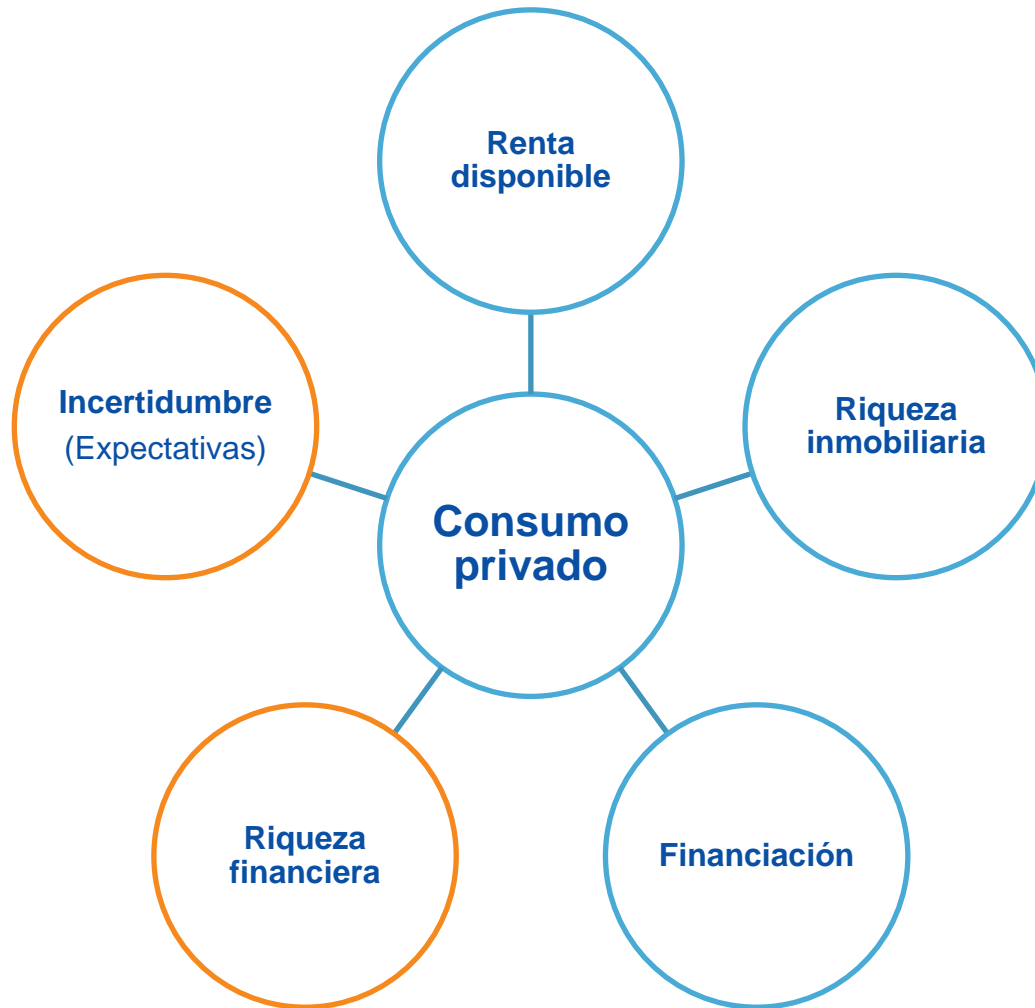 Renta
disponible
Incertidumbre
(Expectativas)
Riqueza
inmobiliaria
Consumo
privado
Riqueza
financiera
Financiación